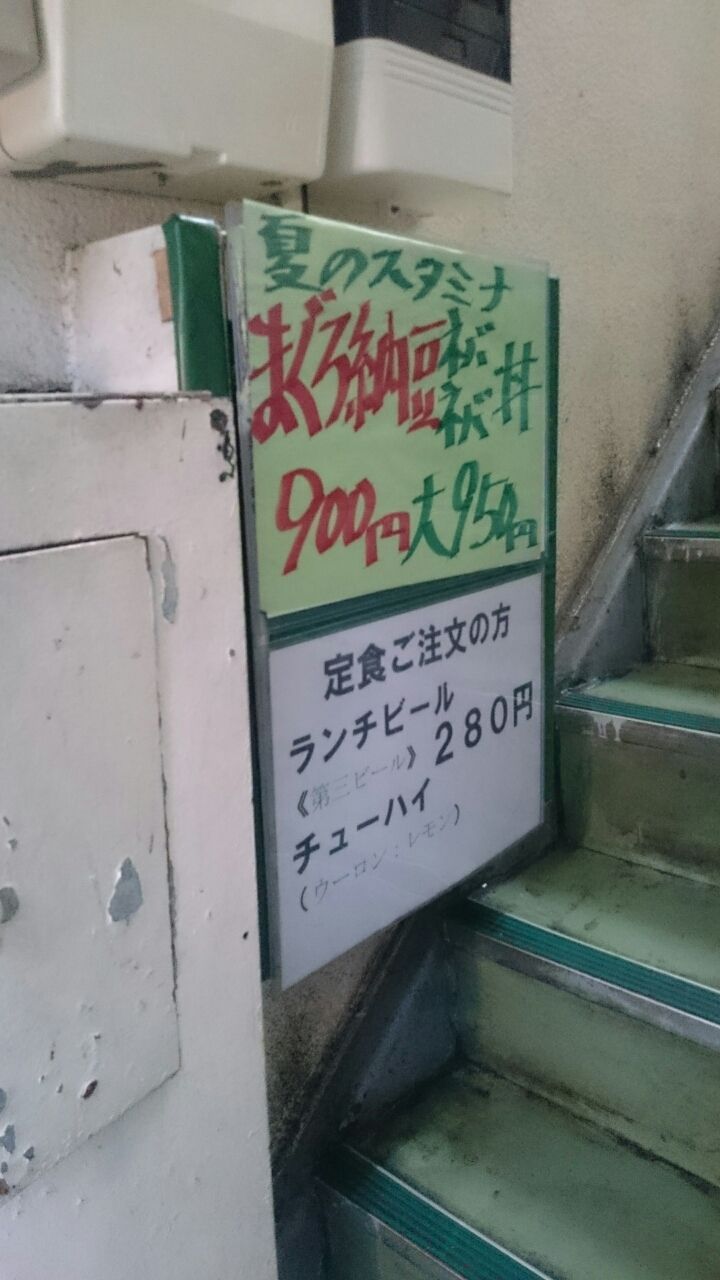 夏のスタミナ
まぐろ納豆ねばねば丼
900円大950円
定食ご注文の方
ランチビール
《第三ビール》280円
チューハイ
(ウーロン:レモン)